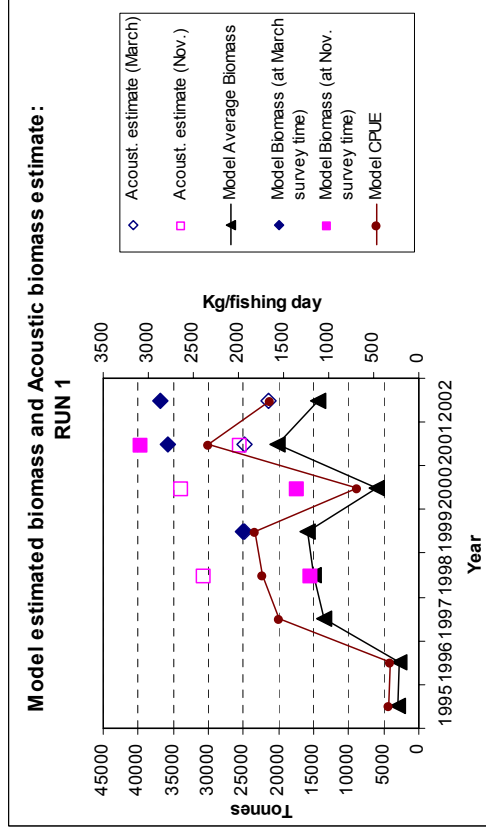 Model estimated biomass and Acoustic biomass estimate:
RUN 1
Tonnes
45000
40000
35000
30000
25000
20000
15000
10000
5000
0
Kg/fishing day
3500
3000
2500
2000
1500
1000
500
0
1995 1996 1997 1998 1999 2000 2001 2002
Year
Acoust. estimate (March)
Acoust. estimate (Nov.)
Model Average Biomass
Model Biomass (at March
survey time)
Model Biomass (at Nov.
survey time)
Model CPUE